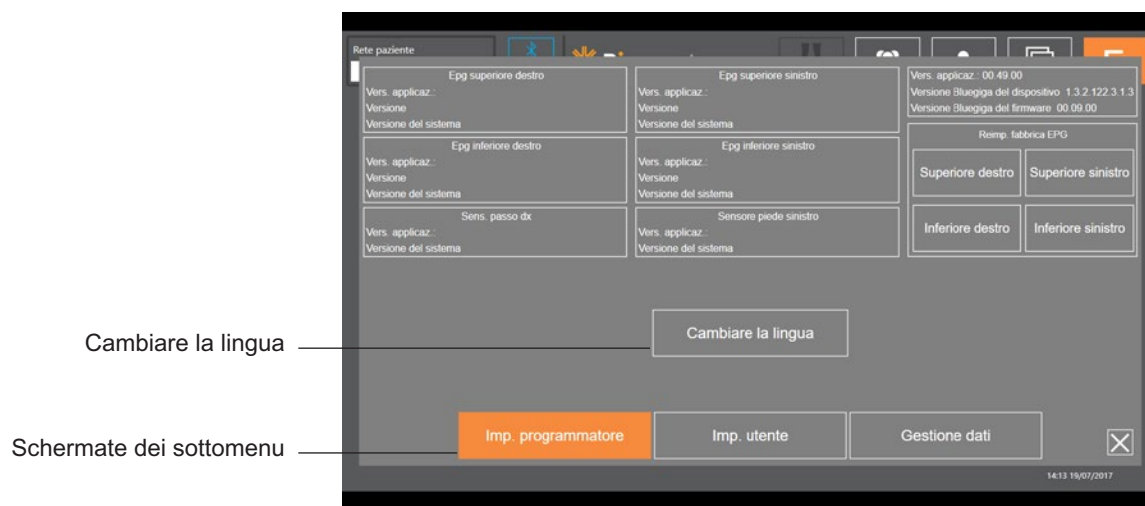 Rete paziente
Epg superiore destro
Vers. applicaz.:
Versione
Versione del sistema
Epg superiore sinistro
Vers. applicaz.:
Versione
Versione del sistema
Vers. applicaz.: 00.49.00
Versione Bluegiga del dispositivo 1.3.2.122.3.1.3
Versione Bluegiga del firmware 00.09.00
Epg inferiore destro
Vers. applicaz.:
Versione
Versione del sistema
Epg inferiore sinistro
Vers. applicaz.:
Versione
Versione del sistema
Reimp. fabbrica EPG
Superiore destro
Superiore sinistro
Inferiore destro
Inferiore sinistro
Sens. passo dx
Vers. applicaz.:
Versione del sistema
Sensore piede sinistro
Vers. applicaz.:
Versione del sistema
Cambiare la lingua
Cambiare la lingua
Schermate dei sottomenu
Imp. programmatore
Imp. utente
Gestione dati
14:13 19/07/2017